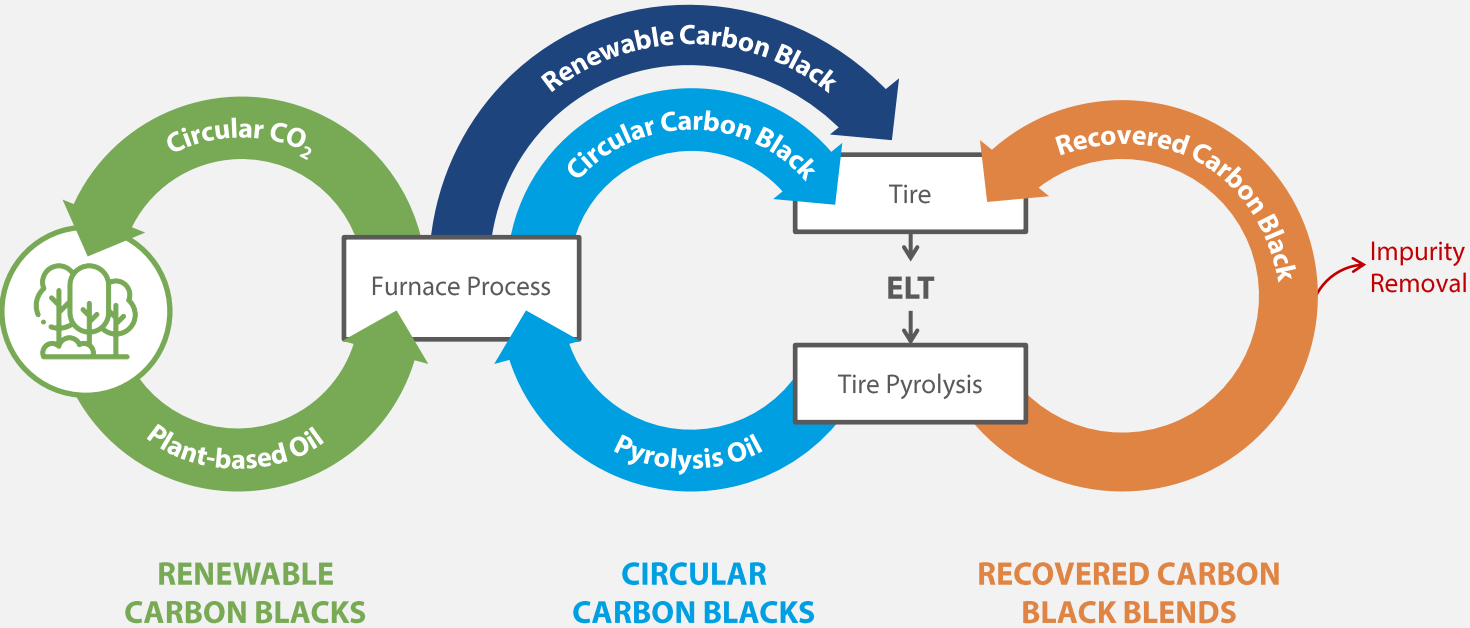 Renewable Carbon Black
Circular CO₂
Circular Carbon Black
Recovered Carbon Black
Tire
Impurity
Removal
Furnace Process
ELT
Tire Pyrolysis
Plant-based Oil
Pyrolysis Oil
RENEWABLE
CARBON BLACKS
CIRCULAR
CARBON BLACKS
RECOVERED CARBON
BLACK BLENDS